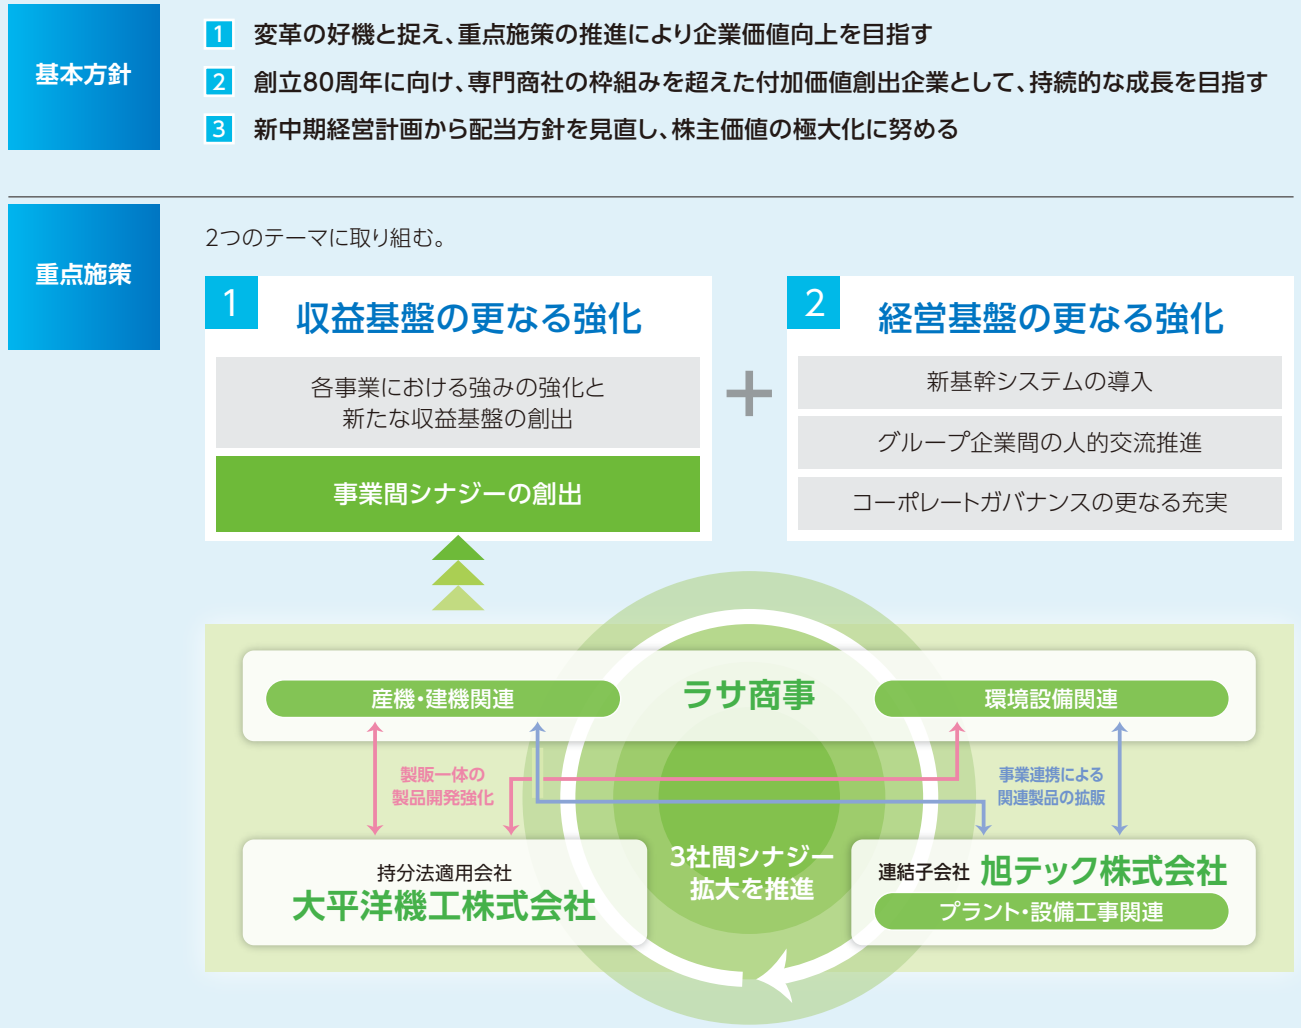 基本方針
1 変革の好機と捉え、重点施策の推進により企業価値向上を目指す
2 創立80周年に向け、専門商社の枠組みを超えた付加価値創出企業として、持続的な成長を目指す
3 新中期経営計画から配当方針を見直し、株主価値の極大化に努める
重点施策
2つのテーマに取り組む。
1 収益基盤の更なる強化
各事業における強みの強化と
新たな収益基盤の創出
事業間シナジーの創出
+
2 経営基盤の更なる強化
新基幹システムの導入
グループ企業間の人的交流推進
コーポレートガバナンスの更なる充実
ラサ商事
産機・建機関連
環境設備関連
製販一体の
製品開発強化
事業連携による
関連製品の拡販
3社間シナジー
拡大を推進
持分法適用会社
大平洋機工株式会社
連結子会社 旭テック株式会社
プラント・設備工事関連